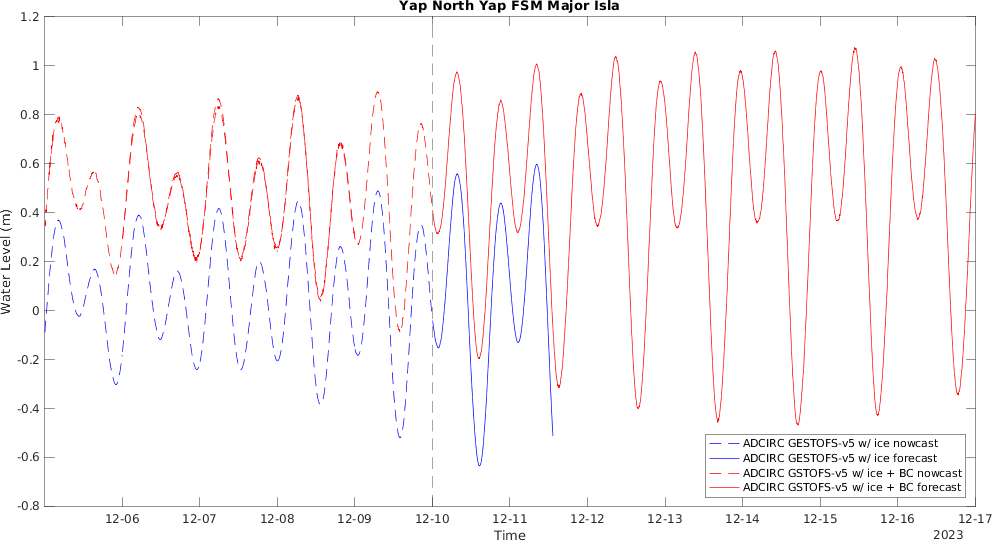 Yap North Yap FSM Major Isla
1.2
1
0.8
0.6
0.4
0.2
0
-0.2
-0.4
-0.6
-0.8
Water Level (m)
ADCIRC GESTOFS-v5 w/ ice nowcast
ADCIRC GESTOFS-v5 w/ ice forecast
ADCIRC GSTOFS-v5 w/ ice + BC nowcast
ADCIRC GSTOFS-v5 w/ ice + BC forecast
12-06 12-07 12-08 12-09 12-10 12-11 12-12 12-13 12-14 12-15 12-16 12-17
Time
2023